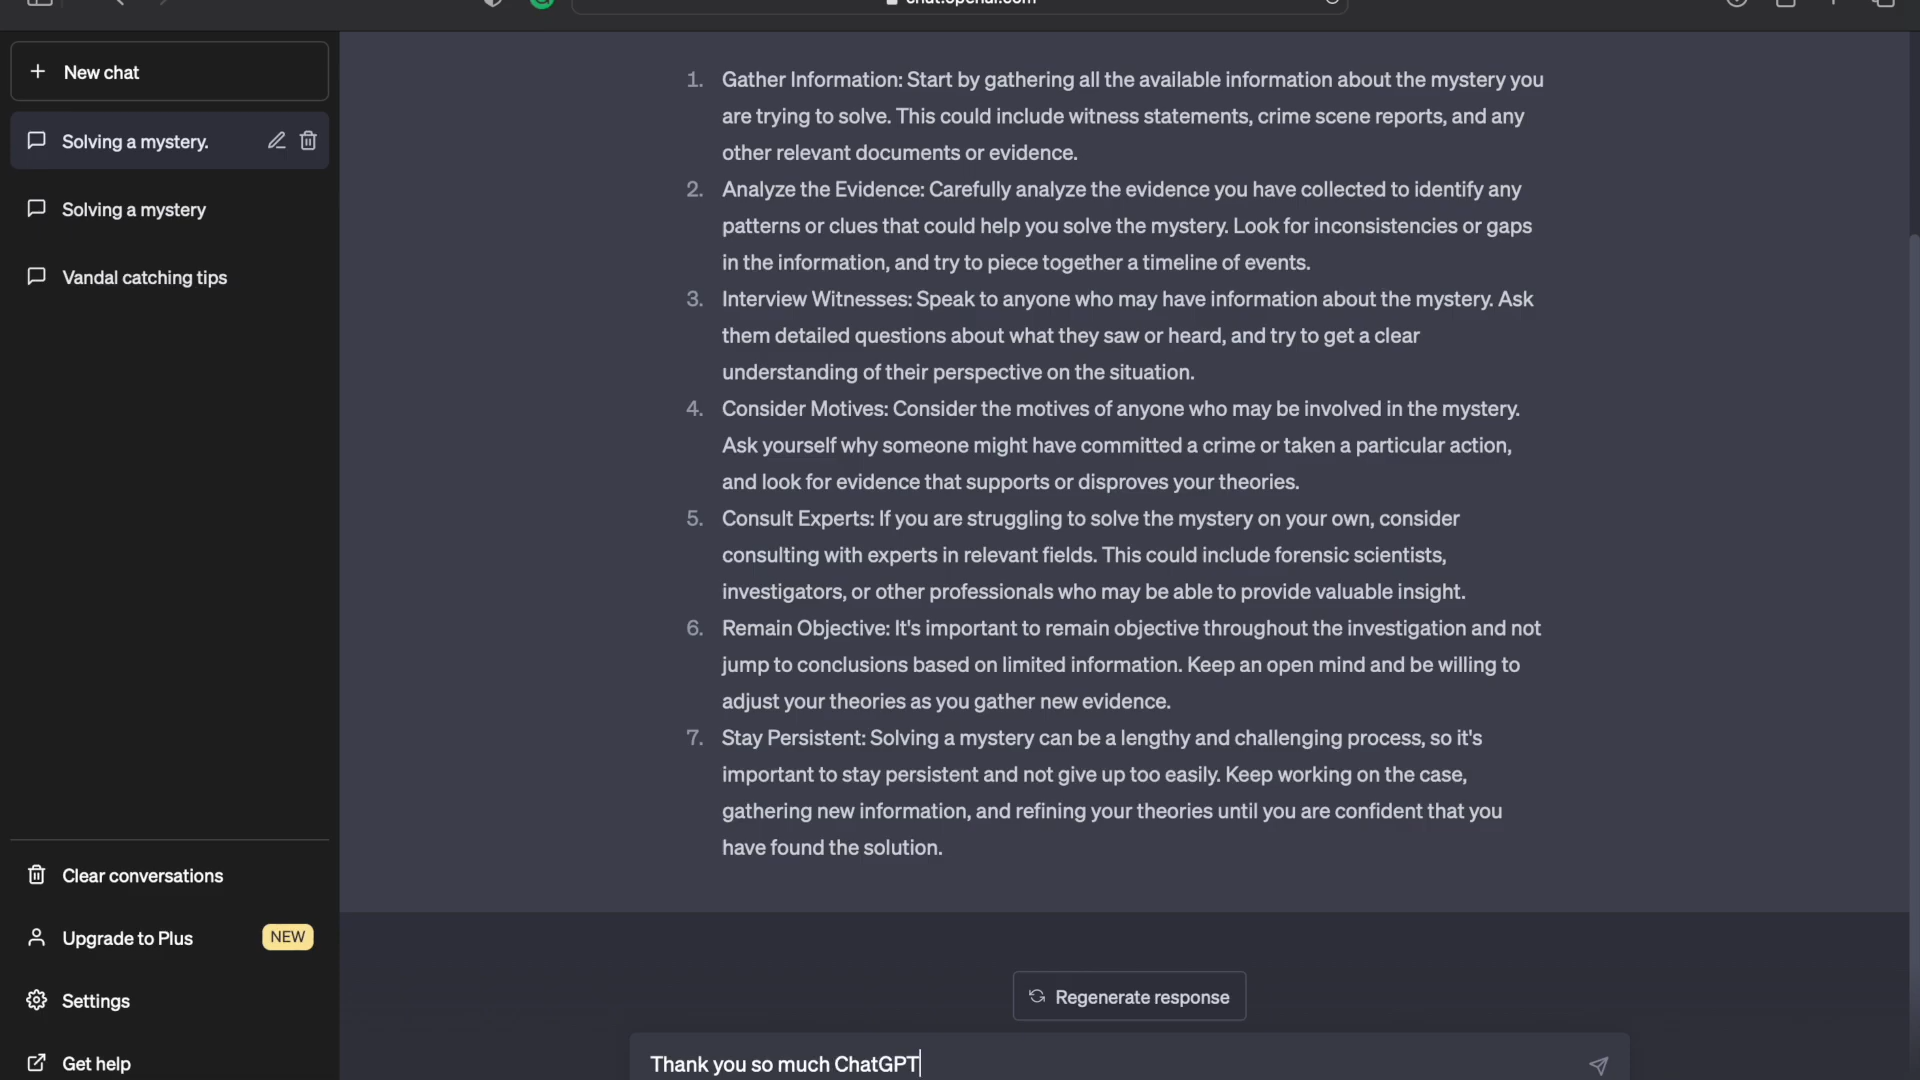 chat.openai.com
New chat
Solving a mystery.
Solving a mystery
Vandal catching tips
1. Gather Information: Start by gathering all the available information about the mystery you
are trying to solve. This could include witness statements, crime scene reports, and any
other relevant documents or evidence.
2. Analyze the Evidence: Carefully analyze the evidence you have collected to identify any
patterns or clues that could help you solve the mystery. Look for inconsistencies or gaps
in the information, and try to piece together a timeline of events.
3. Interview Witnesses: Speak to anyone who may have information about the mystery. Ask
them detailed questions about what they saw or heard, and try to get a clear
understanding of their perspective on the situation.
4. Consider Motives: Consider the motives of anyone who may be involved in the mystery.
Ask yourself why someone might have committed a crime or taken a particular action,
and look for evidence that supports or disproves your theories.
5. Consult Experts: If you are struggling to solve the mystery on your own, consider
consulting with experts in relevant fields. This could include forensic scientists,
investigators, or other professionals who may be able to provide valuable insight.
6. Remain Objective: It's important to remain objective throughout the investigation and not
jump to conclusions based on limited information. Keep an open mind and be willing to
adjust your theories as you gather new evidence.
7. Stay Persistent: Solving a mystery can be a lengthy and challenging process, so it's
important to stay persistent and not give up too easily. Keep working on the case,
gathering new information, and refining your theories until you are confident that you
have found the solution.
Clear conversations
Upgrade to Plus NEW
Settings
Get help
Regenerate response
Thank you so much ChatGPT